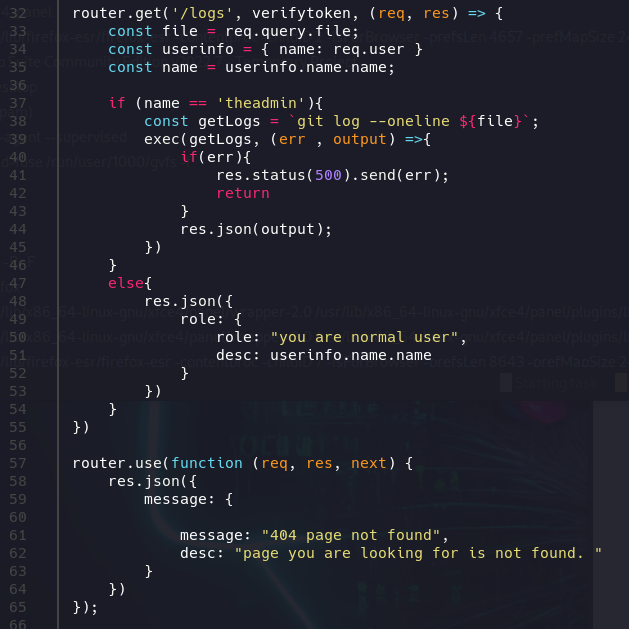 32 router.get('/logs', verifytoken, (req, res) => {
33 const file = req.query.file;
34 const userinfo = { name: req.user }
35 const name = userinfo.name.name;
36
37 if (name == 'theadmin'){
38 const getLogs = `git log --oneline ${file}`;
39 exec(getLogs, (err , output) =>{
40 if(err){
41 res.status(500).send(err);
42 return
43 }
44 res.json(output);
45 })
46 }
47 else{
48 res.json({
49 role: {
50 role: "you are normal user",
51 desc: userinfo.name.name
52 }
53 })
54 }
55 })
56
57 router.use(function (req, res, next) {
58 res.json({
59 message: {
60
61 message: "404 page not found",
62 desc: "page you are looking for is not found. "
63 }
64 })
65 });
66